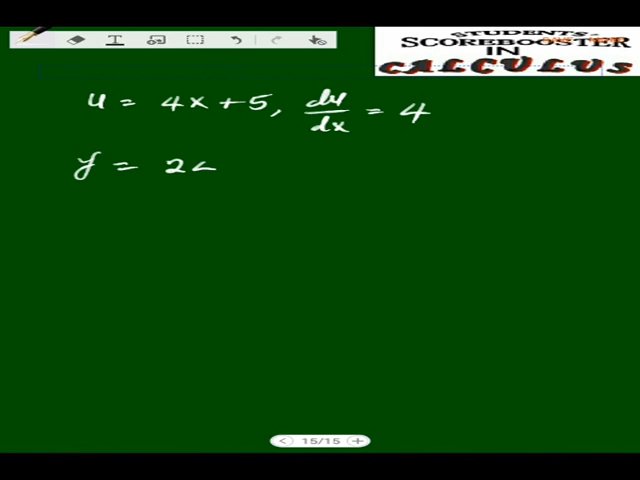 STUDENTS
SCOREBOOSTER
IN
CALCULUS
u = 4x + 5, du/dx = 4
y = 2
15/15